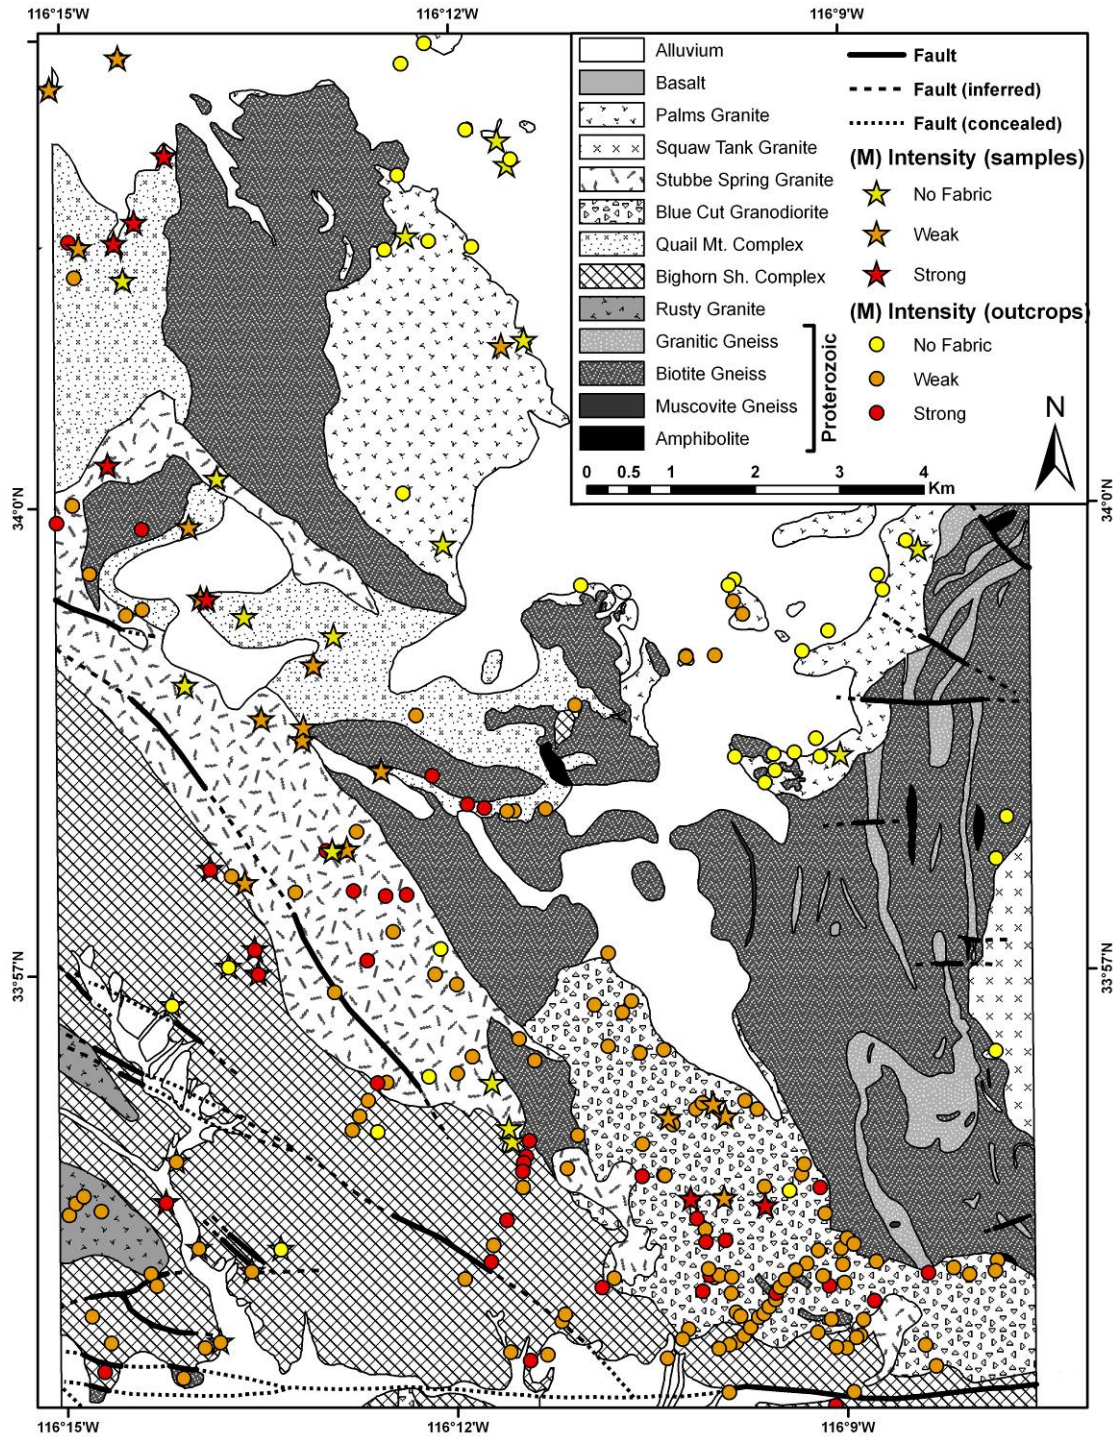 116°15'W 116°12'W 116°9'W
Alluvium
Basalt
Palms Granite
Squaw Tank Granite
Stubbe Spring Granite
Blue Cut Granodiorite
Quail Mt. Complex
Bighorn Sh. Complex
Rusty Granite
Granitic Gneiss
Biotite Gneiss
Muscovite Gneiss
Amphibolite
Proterozoic
Fault
Fault (inferred)
Fault (concealed)
(M) Intensity (samples)
No Fabric
Weak
Strong
(M) Intensity (outcrops)
No Fabric
Weak
Strong
N
0 0.5 1 2 3 4
Km
34°0'N
34°0'N
33°57'N
33°57'N
116°15'W 116°12'W 116°9'W